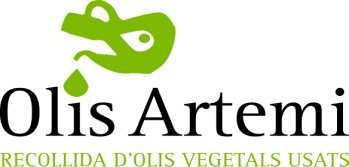 Olis Artemi
RECOLLIDA D'OLIS VEGETALS USATS